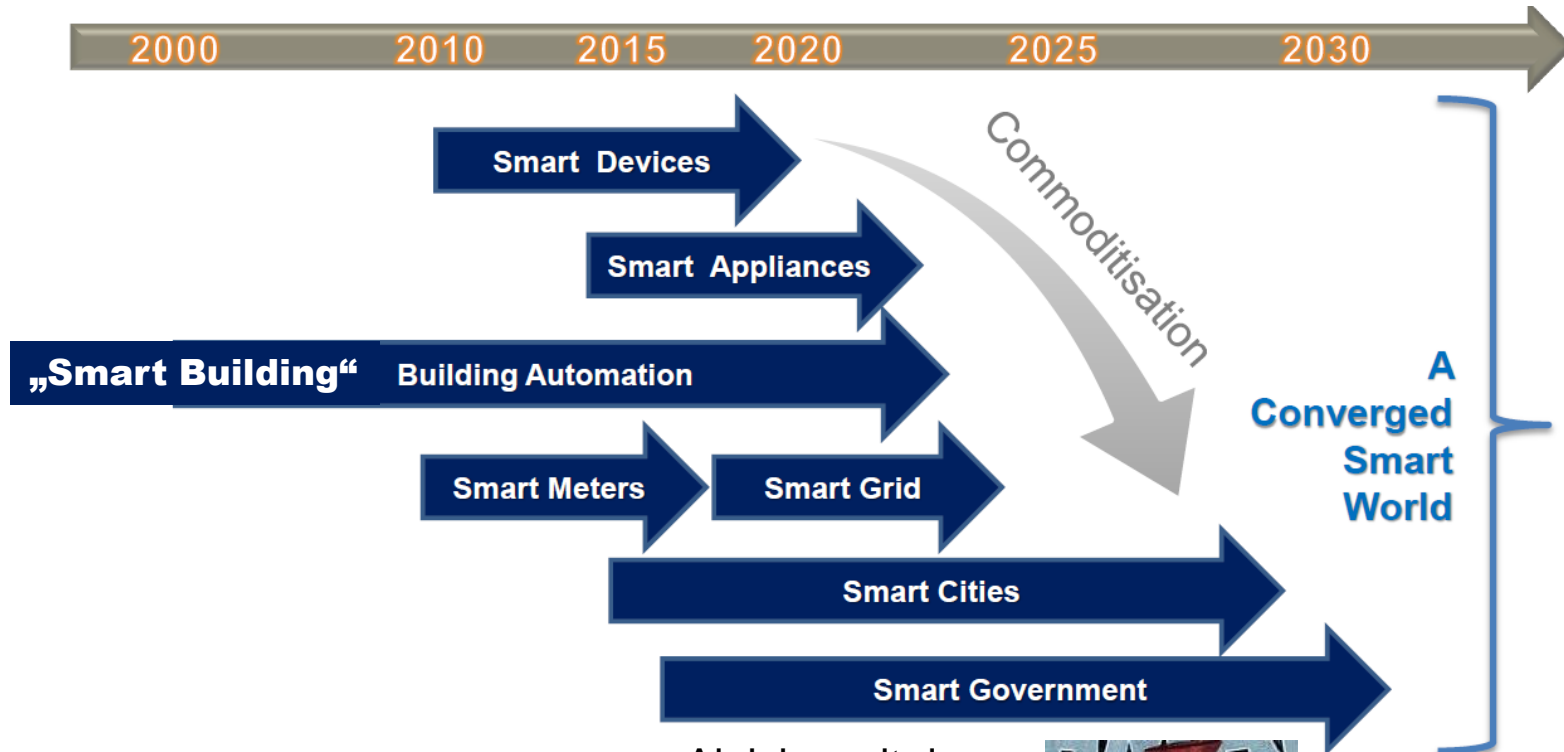 2000 2010 2015 2020 2025 2030
Smart Devices
Commoditisation
Smart Appliances
„Smart Building“ Building Automation
A
Converged
Smart
World
Smart Meters
Smart Grid
Smart Cities
Smart Government